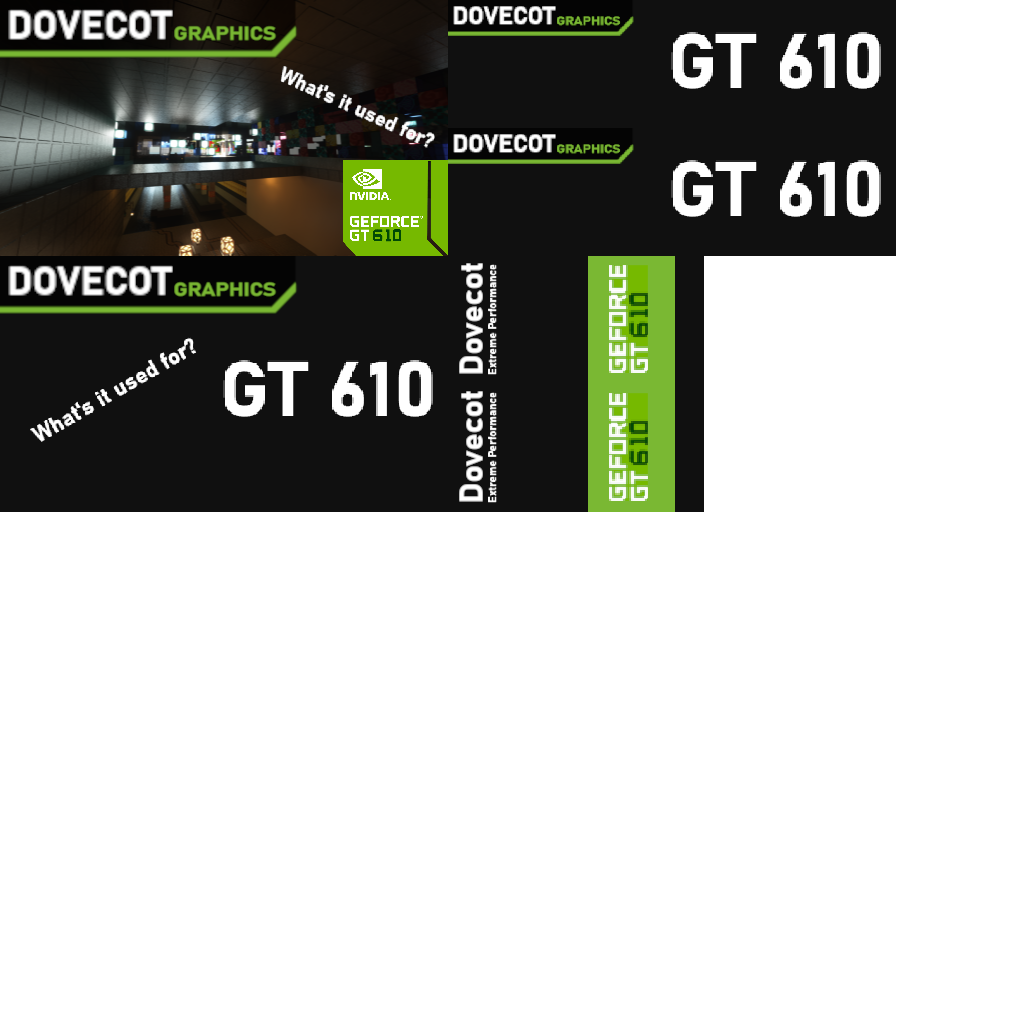 DOVECOT GRAPHICS
What's it used for?
NVIDIA.
GEFORCE
GT 610
DOVECOT GRAPHICS
GT 610
DOVECOT GRAPHICS
GT 610
DOVECOT GRAPHICS
What's it used for?
GT 610
Dovecot
Extreme Performance
Dovecot
Extreme Performance
GEFORCE
GT 610
GEFORCE
GT 610